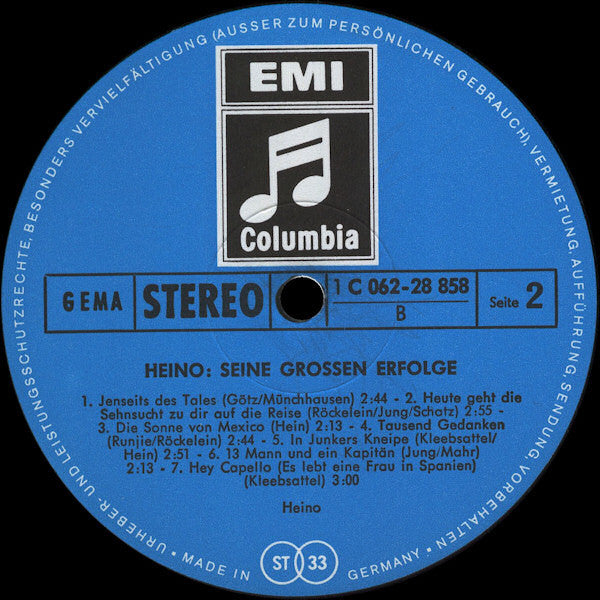 EMI
Columbia
GEMA
STEREO
1 C 062-28 858
B
Seite 2
HEINO: SEINE GROSSEN ERFOLGE
1. Jenseits des Tales (Götz/Münchhausen) 2:44 - 2. Heute geht die
Sehnsucht zu dir auf die Reise (Röckelein/Jung/Schatz) 2:55 -
3. Die Sonne von Mexico (Hein) 2:13 - 4. Tausend Gedanken
(Runjie/Röckelein) 2:44 - 5. In Junkers Kneipe (Kleebsattel/
Hein) 2:51 - 6. 13 Mann und ein Kapitän (Jung/Mahr)
2:13 - 7. Hey Capello (Es lebt eine Frau in Spanien)
(Kleebsattel) 3:00
Heino
URHEBER- UND LEISTUNGSSCHUTZRECHTE, BESONDERS VERVIELFÄLTIGUNG (AUSSER ZUM PERSÖNLICHEN GEBRAUCH), VERMIETUNG, AUFFÜHRUNG, SENDUNG, VORBEHALTEN •
• MADE IN
ST 33
GERMANY